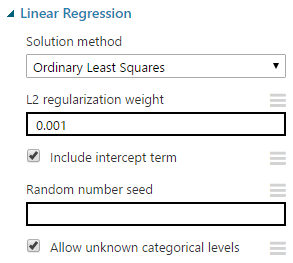 Linear Regression
Solution method
Ordinary Least Squares
L2 regularization weight
0.001
Include intercept term
Random number seed
Allow unknown categorical levels